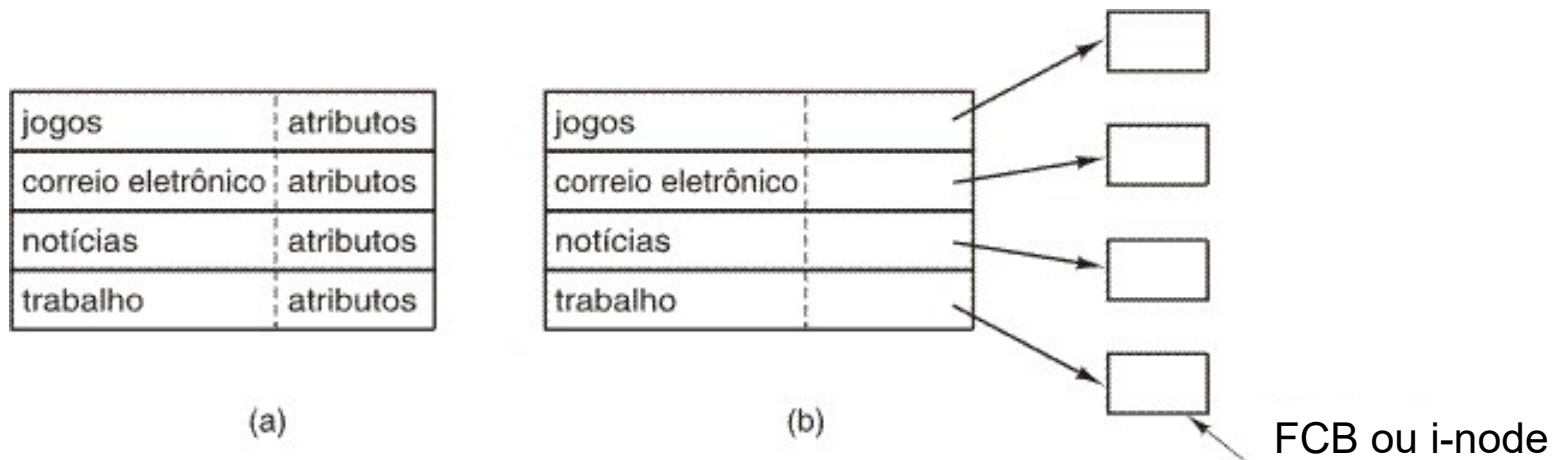 jogos atributos
correio eletrônico atributos
notícias atributos
trabalho atributos
(a)
jogos
correio eletrônico
notícias
trabalho
(b)
FCB ou i-node